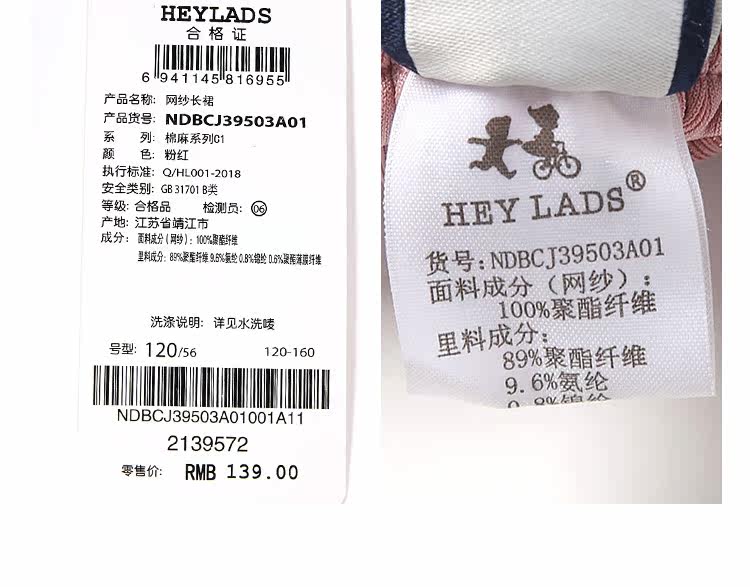 HEYLADS
合格证
6 941145 816955
产品名称: 网纱长裙
产品货号: NDBCJ39503A01
系 列: 棉麻系列G1
颜 色: 粉红
执行标准: Q/HL001-2018
安全类别: GB 31701 B类
等级: 合格品 检测员: 06
产地: 江苏省靖江市
成分: 面料成分(网纱): 100%聚酯纤维
里料成分: 89%聚酯纤维 9.6%氨纶 0.8%锦纶 0.6%聚酯薄膜纤维
洗涤说明: 详见水洗唛
号型: 120/56 120-160
NDBCJ39503A01001A11
2139572
零售价: RMB 139.00
HEY LADS®
货号:NDBCJ39503A01
面料成分（网纱）:
100%聚酯纤维
里料成分:
89%聚酯纤维
9.6%氨纶
0.8%锦纶